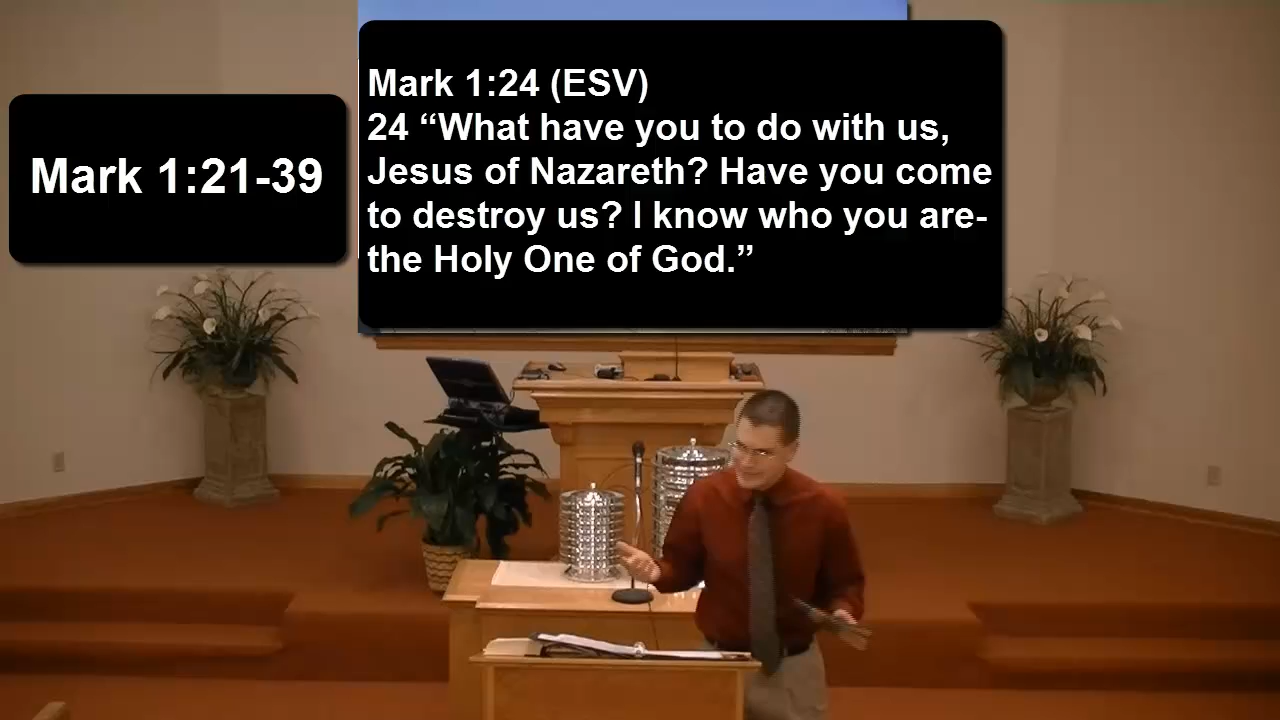 Mark 1:21-39
Mark 1:24 (ESV)
24 “What have you to do with us,
Jesus of Nazareth? Have you come
to destroy us? I know who you are-
the Holy One of God.”